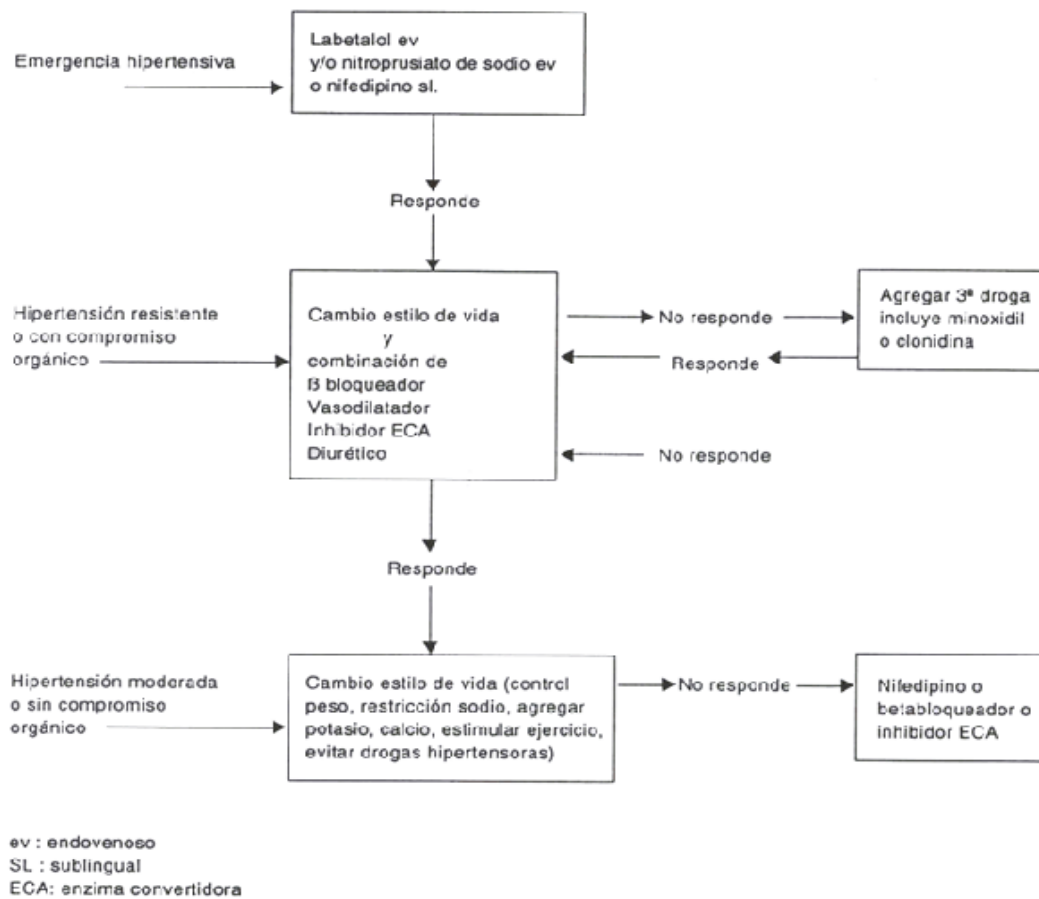 Emergencia hipertensiva
Labetalol ev
y/o nitroprusiato de sodio ev
o nifedipino sl.
Responde
Hipertensión resistente
o con compromiso
orgánico
Cambio estilo de vida
y
combinación de
ß bloqueador
Vasodilatador
Inhibidor ECA
Diurético
No responde
Agregar 3ª droga
incluye minoxidil
o clonidina
Responde
No responde
Responde
Hipertensión moderada
o sin compromiso
orgánico
Cambio estilo de vida (control
peso, restricción sodio, agregar
potasio, calcio, estimular ejercicio,
evitar drogas hipertensoras)
No responde
Nifedipino o
betabloqueador o
inhibidor ECA
ev : endovenoso
SL : sublingual
ECA: enzima convertidora